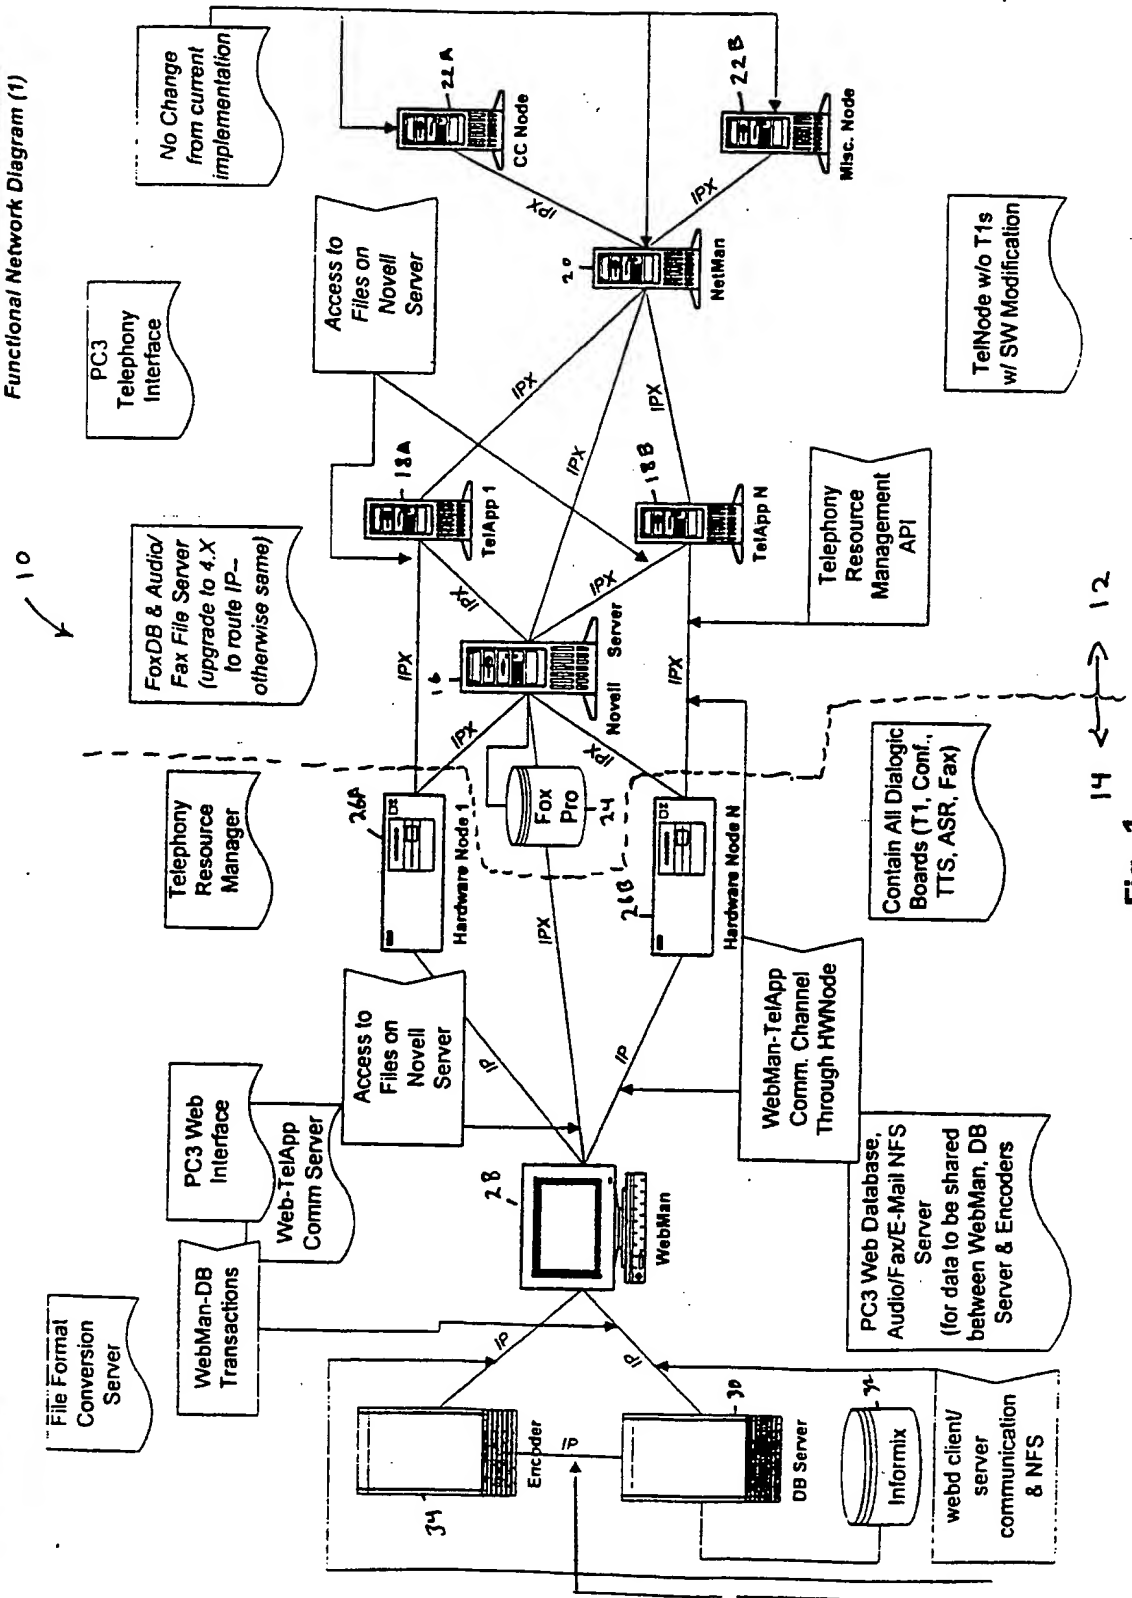 Functional Network Diagram (1)
10
File Format
Conversion
Server
WebMan-DB
Transactions
PC3 Web
Interface
Web-TelApp
Comm Server
Telephony
Resource
Manager
FoxDB & Audio/
Fax File Server
(upgrade to 4.X
to route IP--
otherwise same)
PC3
Telephony
Interface
No Change
from current
implementation
Access to
Files on
Novell
Server
Access to
Files on
Novell
Server
34
Encoder
IP
IP
IP
30
DB Server
32
Informix
webd client/
server
communication
& NFS
28
WebMan
IP
IPX
IP
26A
Hardware Node 1
Fox
Pro
24
26B
Hardware Node N
IPX
IPX
IPX
IPX
16
Novell
Server
18A
TelApp 1
IPX
IPX
18B
TelApp N
IPX
IPX
IPX
20
NetMan
IPX
IPX
22A
CC Node
22B
Misc. Node
WebMan-TelApp
Comm. Channel
Through HWNode
PC3 Web Database,
Audio/Fax/E-Mail NFS
Server
(for data to be shared
between WebMan, DB
Server & Encoders
Contain All Dialogic
Boards (T1, Conf.,
TTS, ASR, Fax)
Telephony
Resource
Management
API
TelNode w/o T1s
w/ SW Modification
14
12